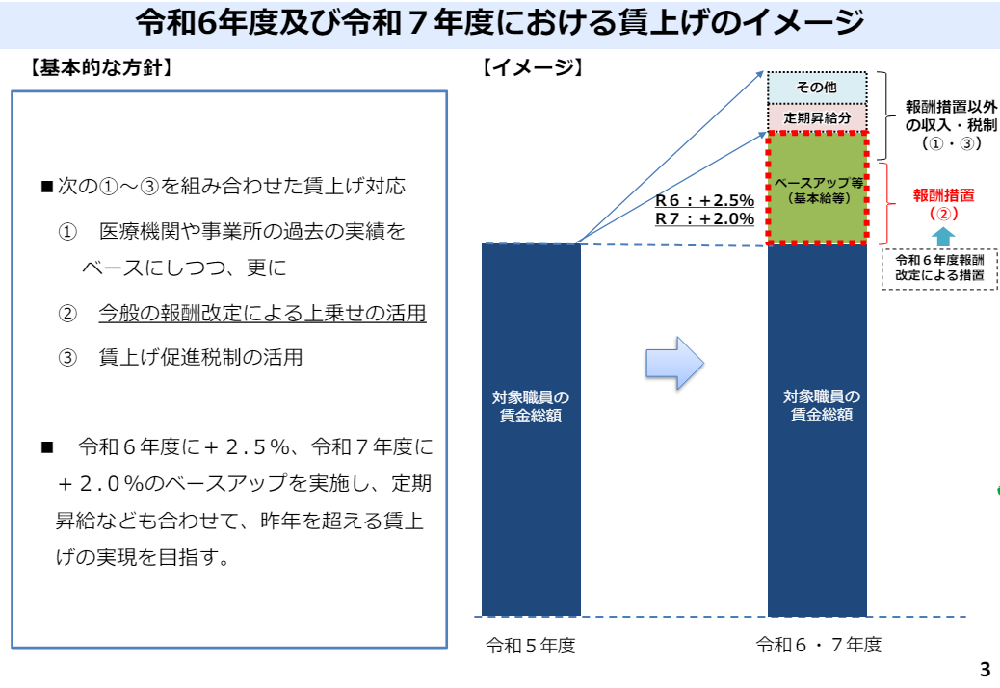 令和6年度及び令和７年度における賃上げのイメージ
【基本的な方針】
■次の①～③を組み合わせた賃上げ対応
①　医療機関や事業所の過去の実績を
ベースにしつつ、更に
②　今般の報酬改定による上乗せの活用
③　賃上げ促進税制の活用
■　令和６年度に＋２.５％、令和７年度に
＋２.０％のベースアップを実施し、定期
昇給なども合わせて、昨年を超える賃上
げの実現を目指す。
【イメージ】
その他
定期昇給分
ベースアップ等
（基本給等）
R６：+2.5%
R７：+2.0%
報酬措置以外
の収入・税制
（①・③）
報酬措置
（②）
令和６年度報酬
改定による措置
対象職員の
賃金総額
対象職員の
賃金総額
令和５年度
令和６・７年度
3